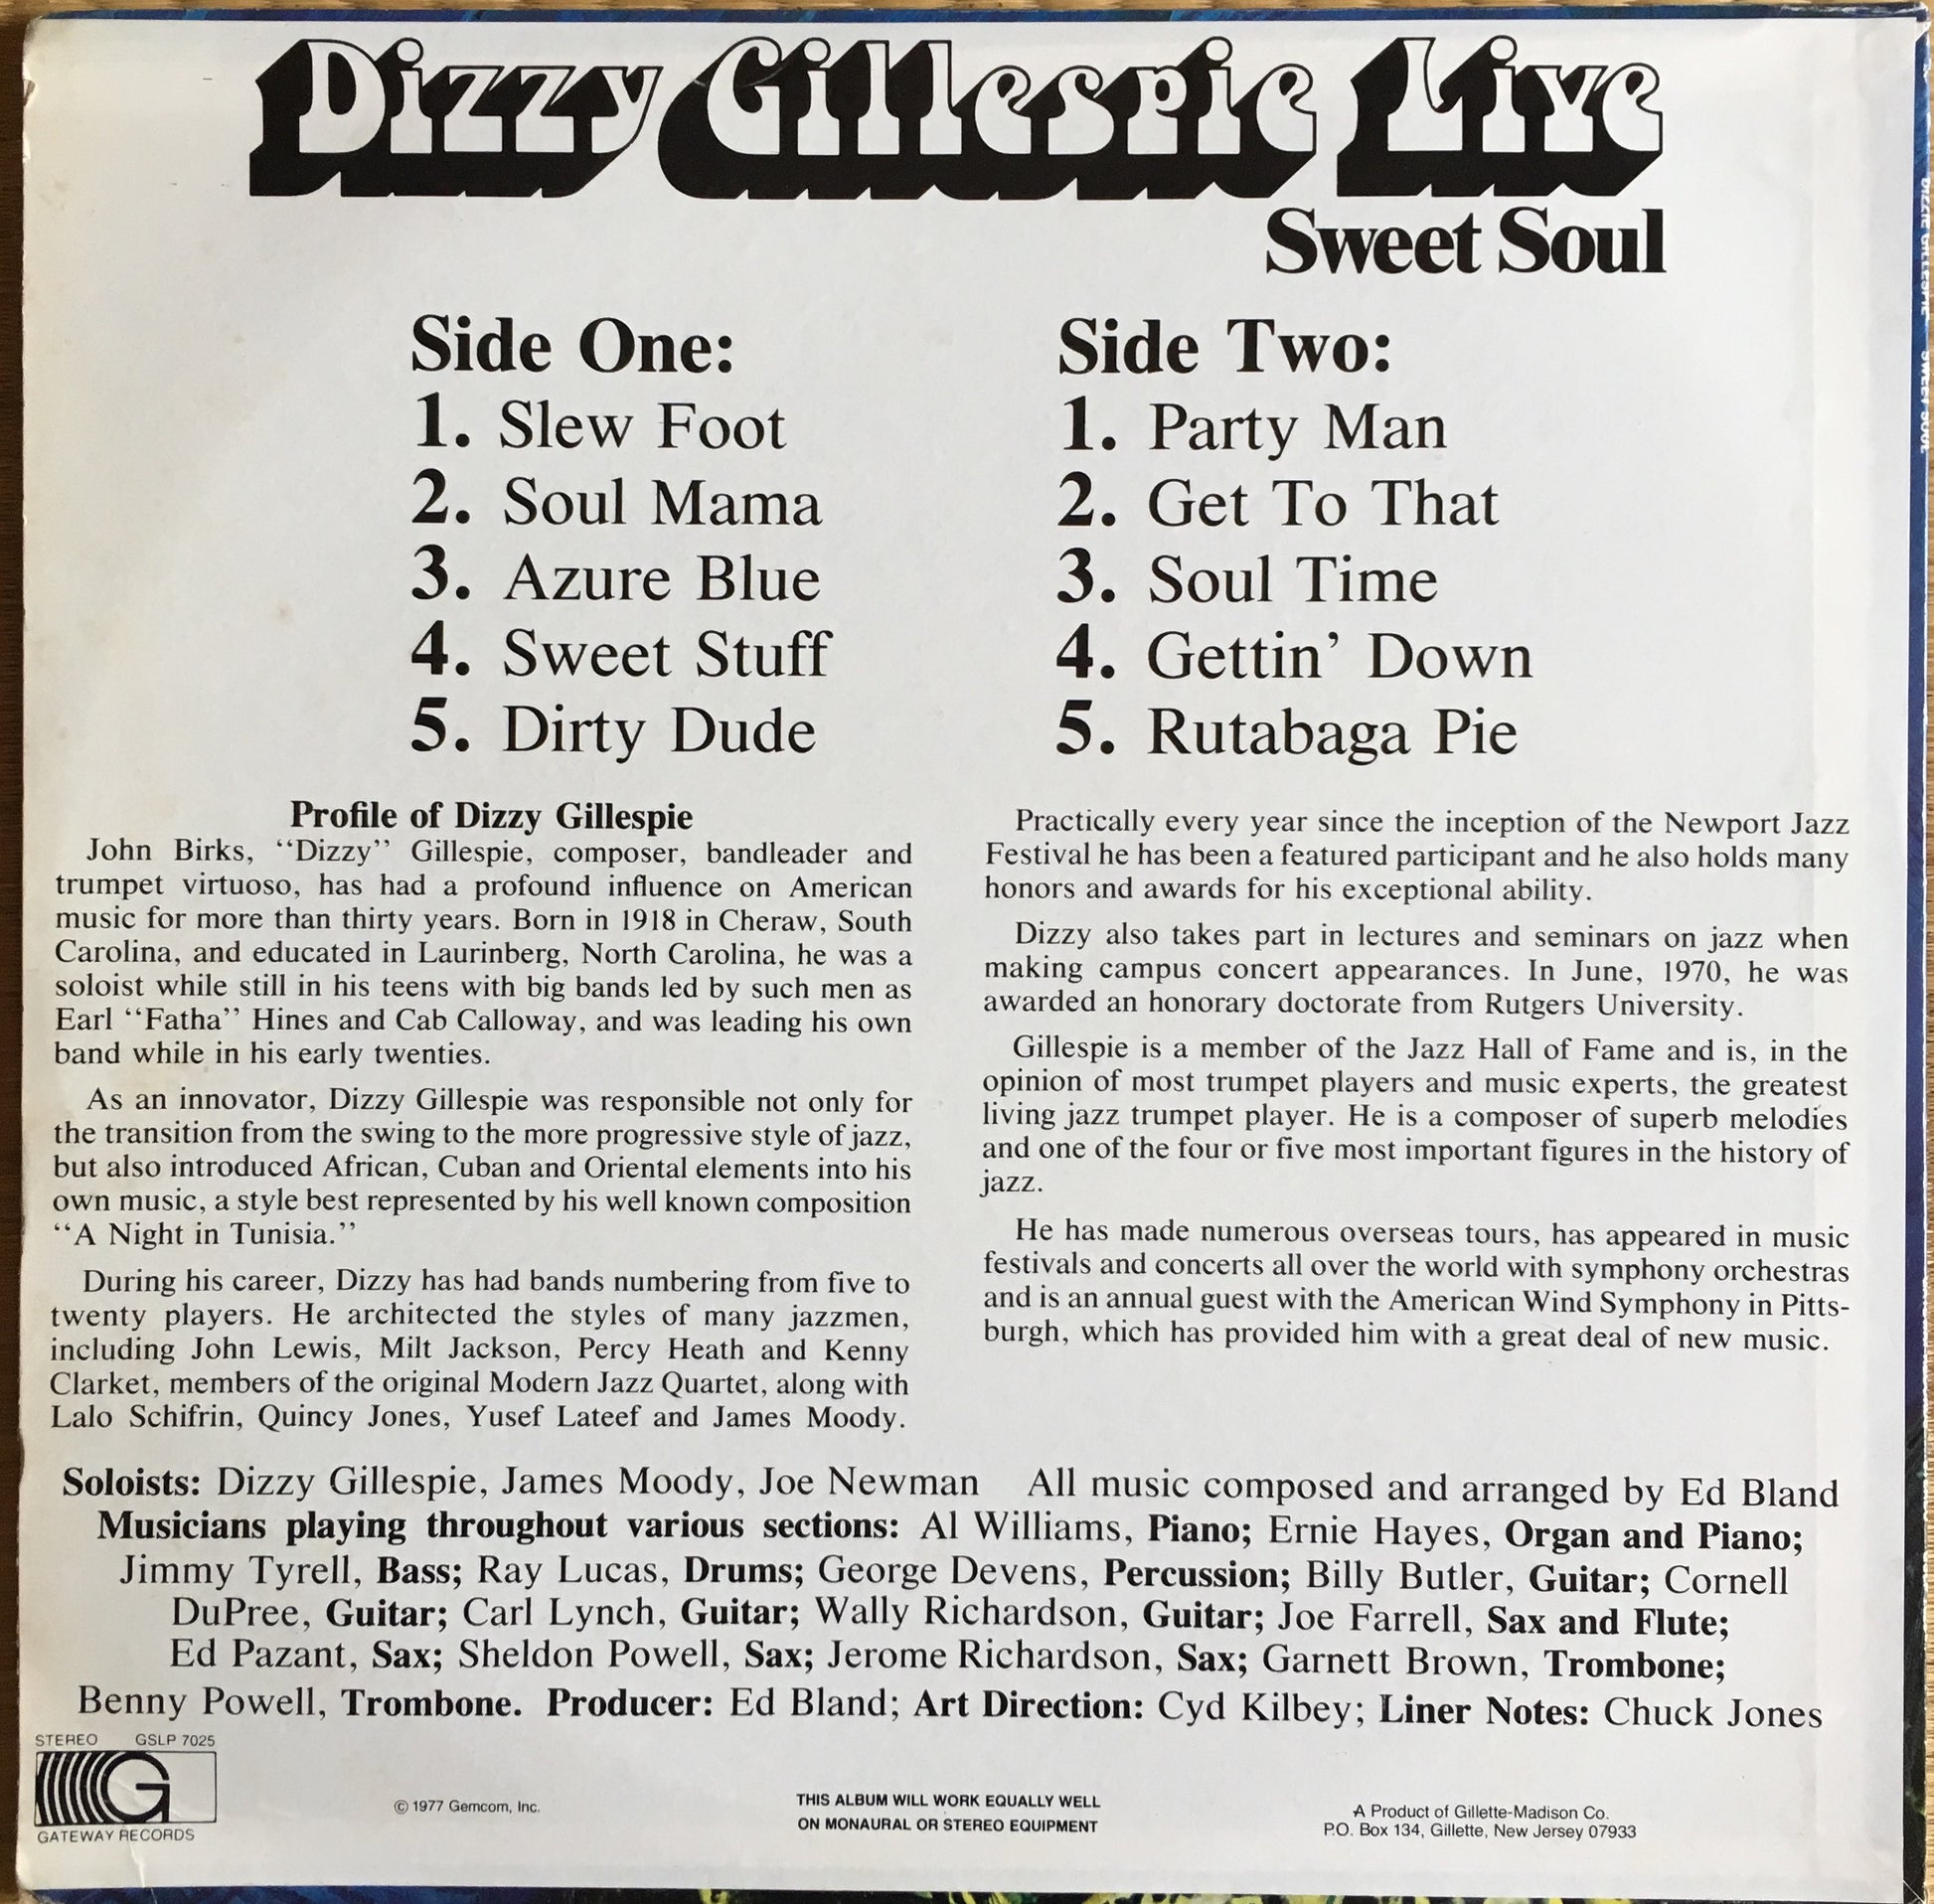 Dizzy Gillespie Live
Sweet Soul
Side One:
1. Slew Foot
2. Soul Mama
3. Azure Blue
4. Sweet Stuff
5. Dirty Dude
Side Two:
1. Party Man
2. Get To That
3. Soul Time
4. Gettin’ Down
5. Rutabaga Pie
Profile of Dizzy Gillespie
John Birks, “Dizzy” Gillespie, composer, bandleader and
trumpet virtuoso, has had a profound influence on American
music for more than thirty years. Born in 1918 in Cheraw, South
Carolina, and educated in Laurinberg, North Carolina, he was a
soloist while still in his teens with big bands led by such men as
Earl “Fatha” Hines and Cab Calloway, and was leading his own
band while in his early twenties.
As an innovator, Dizzy Gillespie was responsible not only for
the transition from the swing to the more progressive style of jazz,
but also introduced African, Cuban and Oriental elements into his
own music, a style best represented by his well known composition
“A Night in Tunisia.”
During his career, Dizzy has had bands numbering from five to
twenty players. He architected the styles of many jazzmen,
including John Lewis, Milt Jackson, Percy Heath and Kenny
Clarket, members of the original Modern Jazz Quartet, along with
Lalo Schifrin, Quincy Jones, Yusef Lateef and James Moody.
Practically every year since the inception of the Newport Jazz
Festival he has been a featured participant and he also holds many
honors and awards for his exceptional ability.
Dizzy also takes part in lectures and seminars on jazz when
making campus concert appearances. In June, 1970, he was
awarded an honorary doctorate from Rutgers University.
Gillespie is a member of the Jazz Hall of Fame and is, in the
opinion of most trumpet players and music experts, the greatest
living jazz trumpet player. He is a composer of superb melodies
and one of the four or five most important figures in the history of
jazz.
He has made numerous overseas tours, has appeared in music
festivals and concerts all over the world with symphony orchestras
and is an annual guest with the American Wind Symphony in Pitts-
burgh, which has provided him with a great deal of new music.
Soloists: Dizzy Gillespie, James Moody, Joe Newman All music composed and arranged by Ed Bland
Musicians playing throughout various sections: Al Williams, Piano; Ernie Hayes, Organ and Piano;
Jimmy Tyrell, Bass; Ray Lucas, Drums; George Devens, Percussion; Billy Butler, Guitar; Cornell
DuPree, Guitar; Carl Lynch, Guitar; Wally Richardson, Guitar; Joe Farrell, Sax and Flute;
Ed Pazant, Sax; Sheldon Powell, Sax; Jerome Richardson, Sax; Garnett Brown, Trombone;
Benny Powell, Trombone. Producer: Ed Bland; Art Direction: Cyd Kilbey; Liner Notes: Chuck Jones
STEREO GSLP 7025
G
GATEWAY RECORDS
© 1977 Gemcom, Inc.
THIS ALBUM WILL WORK EQUALLY WELL
ON MONAURAL OR STEREO EQUIPMENT
A Product of Gillette-Madison Co.
P.O. Box 134, Gillette, New Jersey 07933